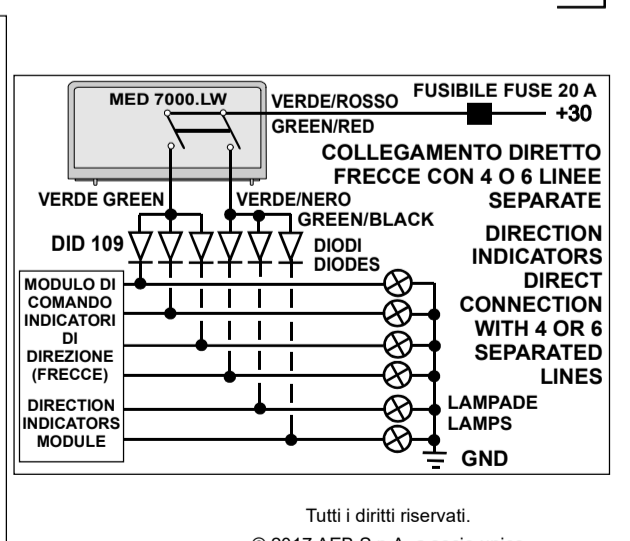 MED 7000.LW
FUSIBILE FUSE 20 A
VERDE/ROSSO
+30
GREEN/RED
COLLEGAMENTO DIRETTO
FRECCE CON 4 O 6 LINEE
SEPARATE
VERDE GREEN
VERDE/NERO
GREEN/BLACK
DID 109
DIODI
DIODES
DIRECTION
INDICATORS
DIRECT
CONNECTION
WITH 4 OR 6
SEPARATED
LINES
MODULO DI
COMANDO
INDICATORI
DI
DIREZIONE
(FRECCE)
DIRECTION
INDICATORS
MODULE
LAMPADE
LAMPS
GND
Tutti i diritti riservati.
© 2017 AEB S.p.A.